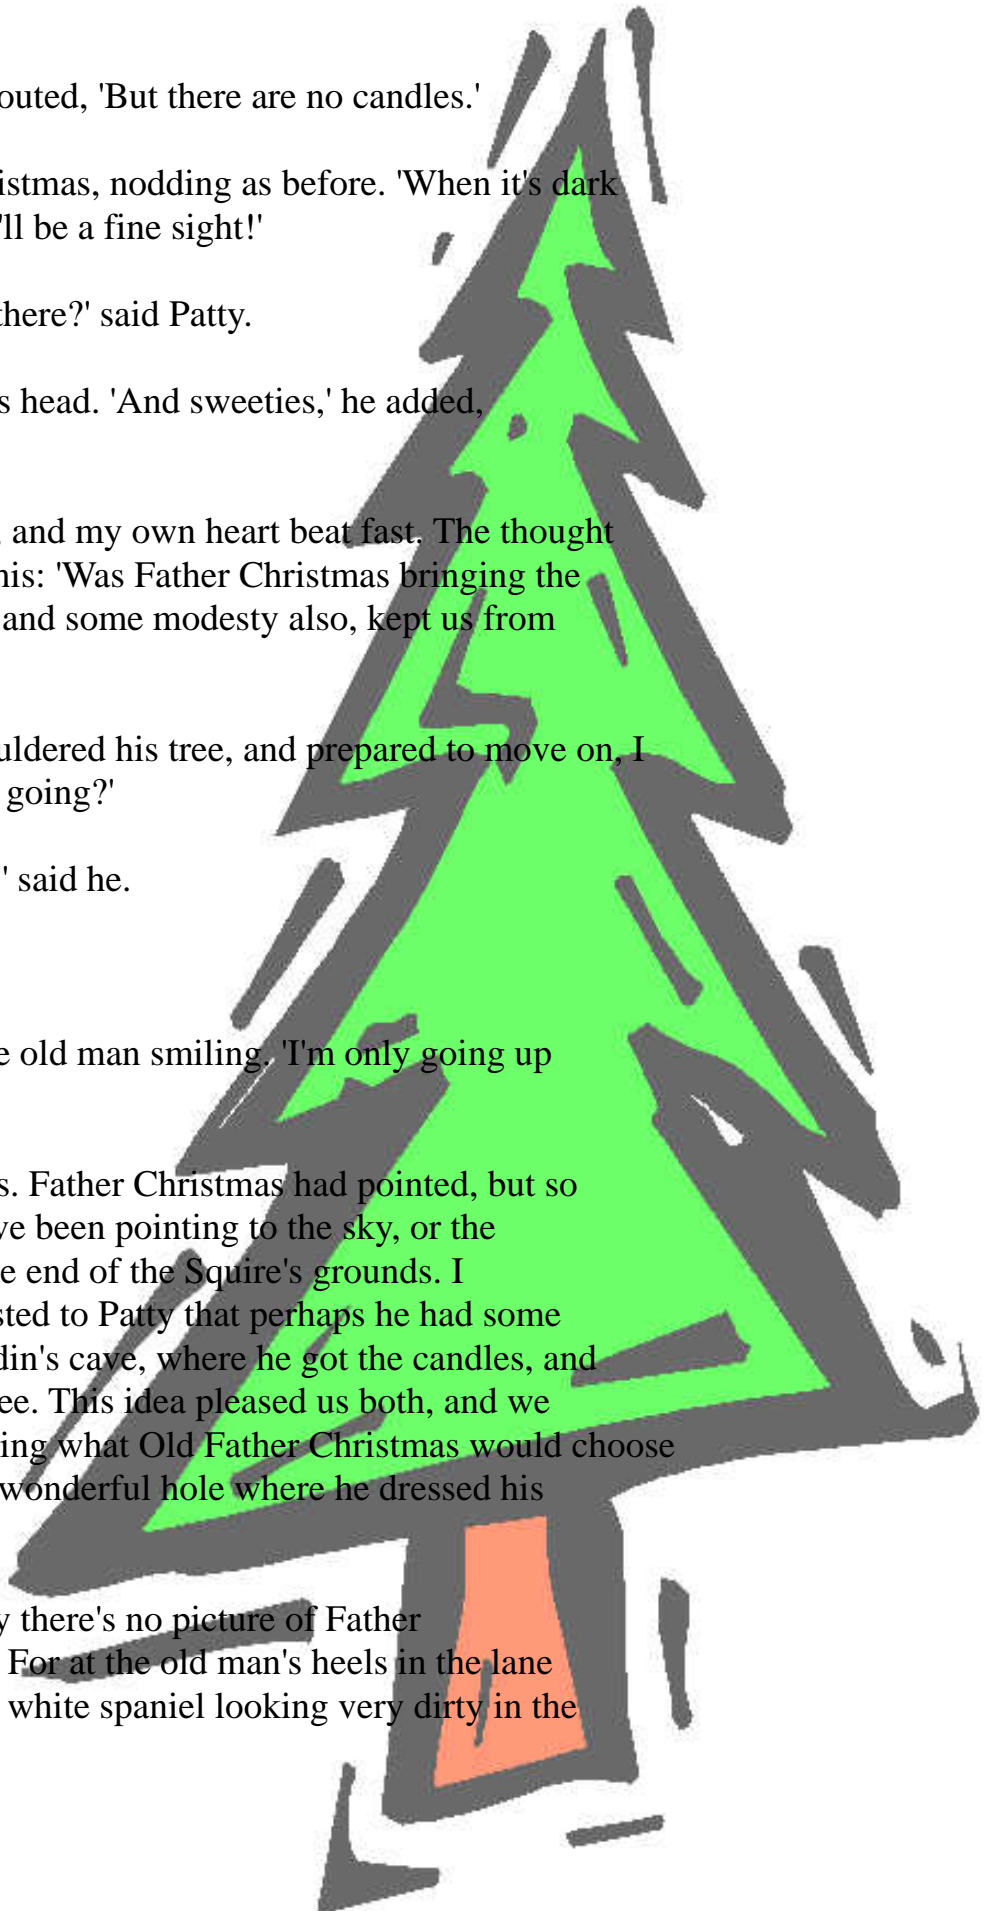 outed, 'But there are no candles.'
istmas, nodding as before. 'When it's dark
'll be a fine sight!'
there?' said Patty.
s head. 'And sweeties,' he added,
and my own heart beat fast. The thought
his: 'Was Father Christmas bringing the
and some modesty also, kept us from
uldered his tree, and prepared to move on, I
going?'
' said he.
e old man smiling. 'I'm only going up
s. Father Christmas had pointed, but so
ve been pointing to the sky, or the
e end of the Squire's grounds. I
sted to Patty that perhaps he had some
din's cave, where he got the candles, and
ee. This idea pleased us both, and we
ing what Old Father Christmas would choose
wonderful hole where he dressed his
y there's no picture of Father
For at the old man's heels in the lane
white spaniel looking very dirty in the